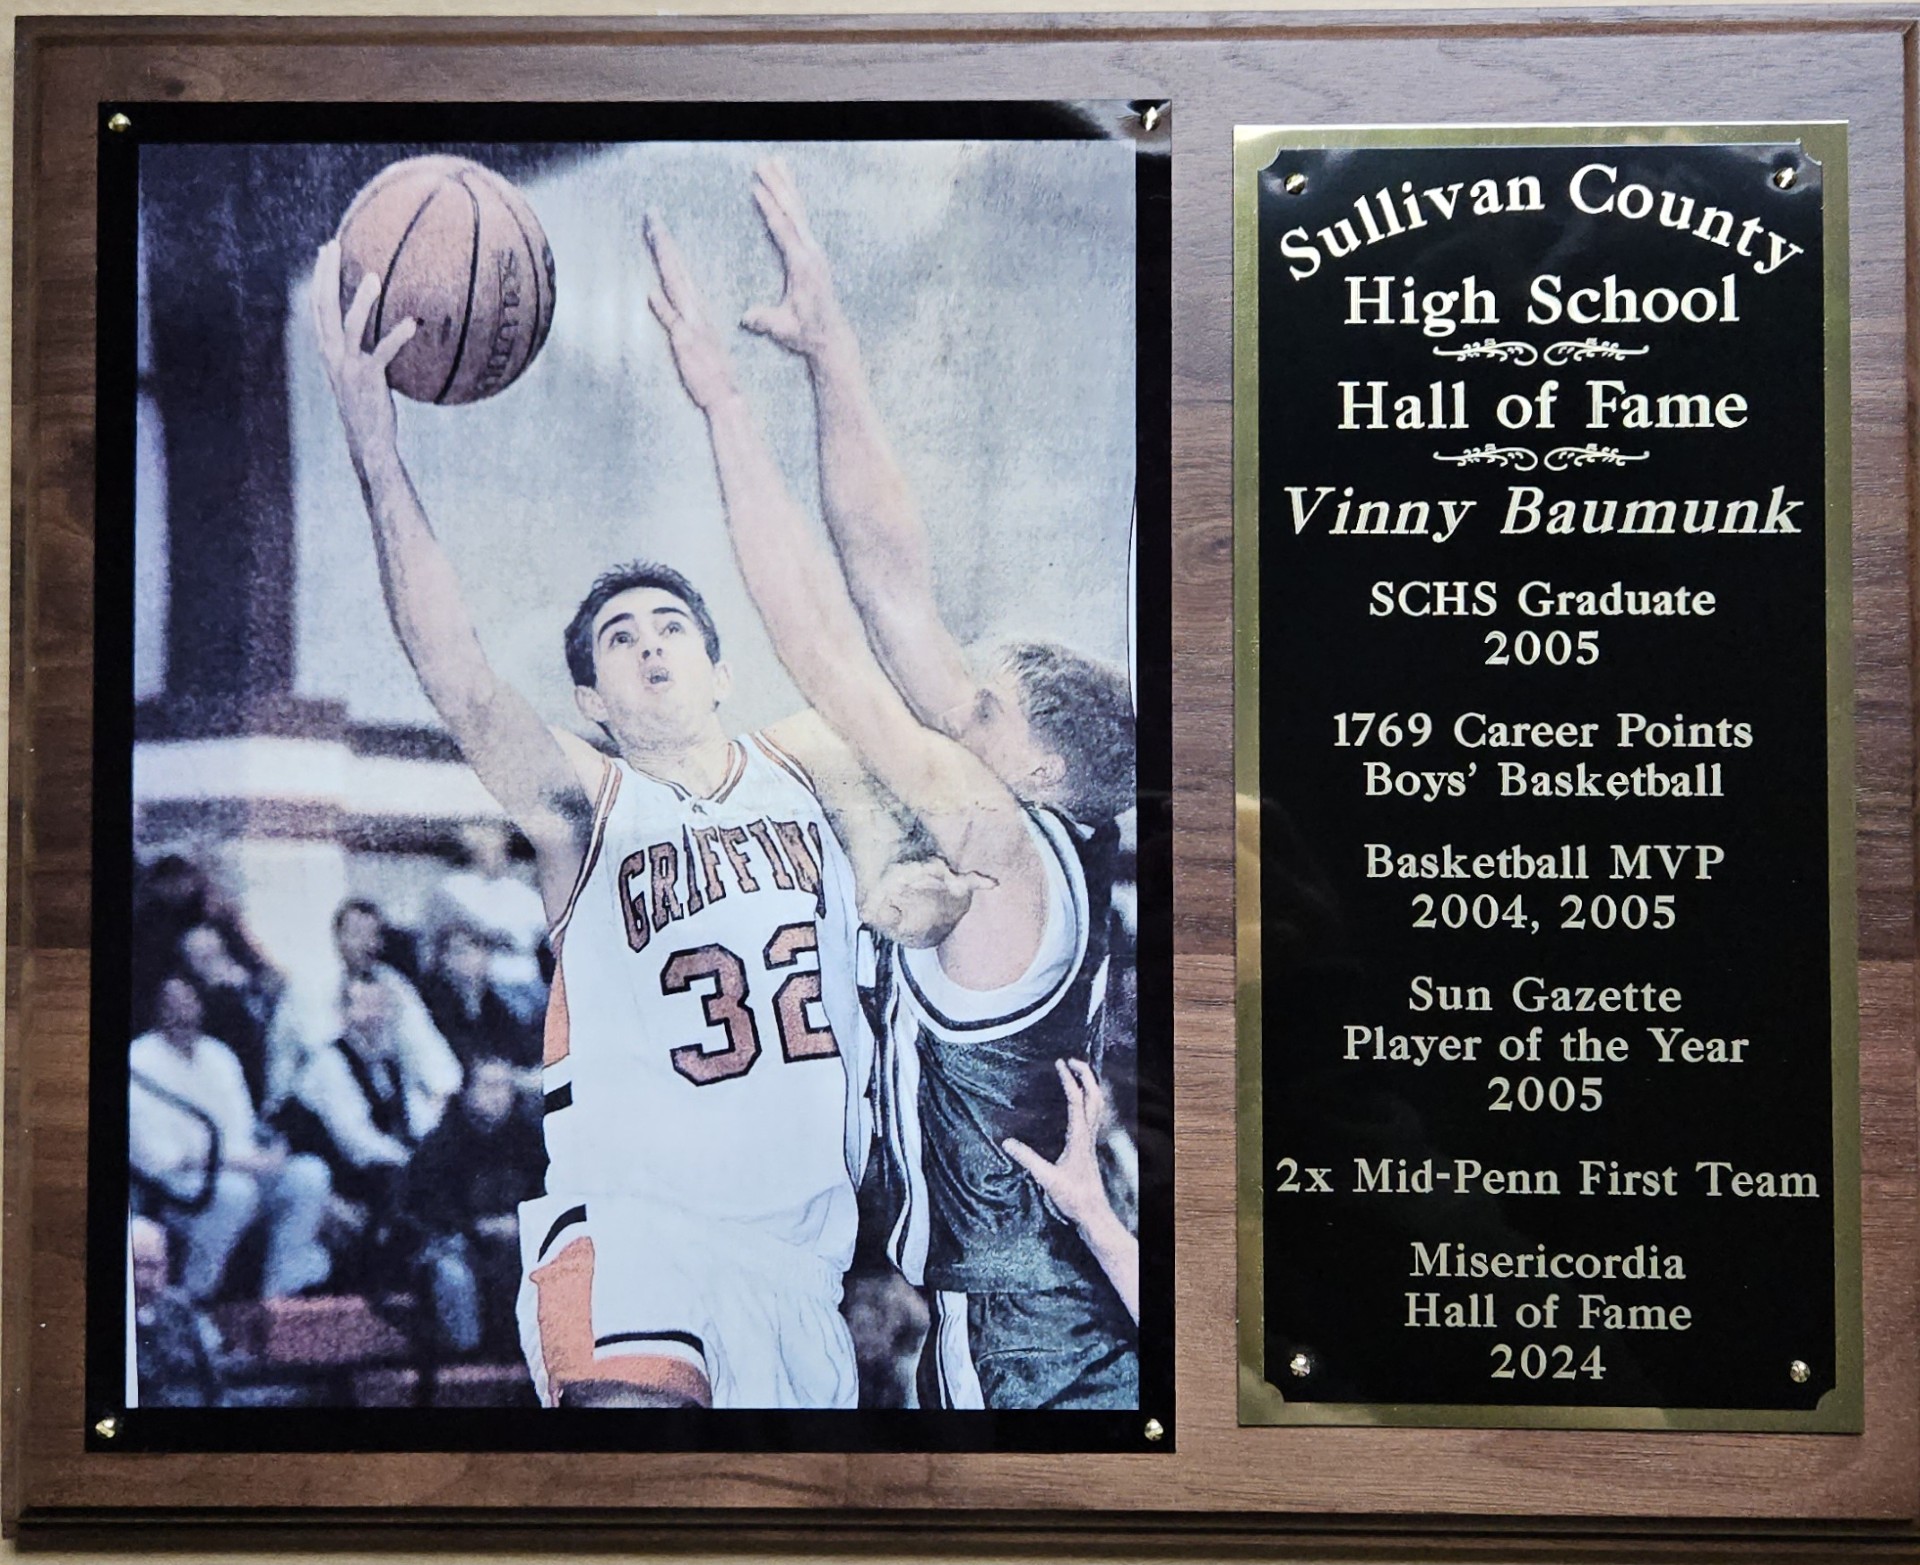 Sullivan County
High School
Hall of Fame
Vinny Baumunk
SCHS Graduate
2005
1769 Career Points
Boys' Basketball
Basketball MVP
2004, 2005
Sun Gazette
Player of the Year
2005
2x Mid-Penn First Team
Misericordia
Hall of Fame
2024
GRIFFIN
32